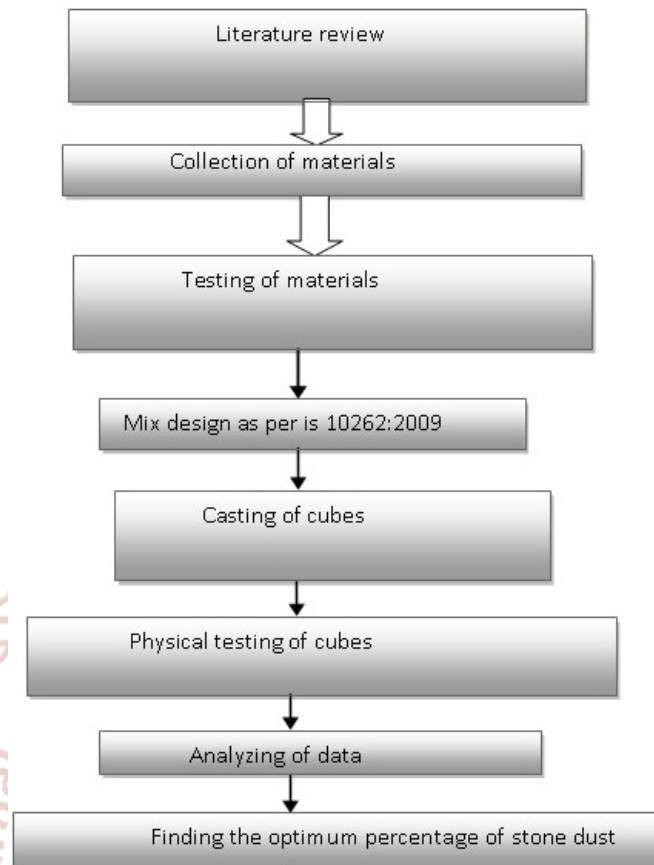 Literature review
Collection of materials
Testing of materials
Mix design as per is 10262:2009
Casting of cubes
Physical testing of cubes
Analyzing of data
Finding the optimum percentage of stone dust